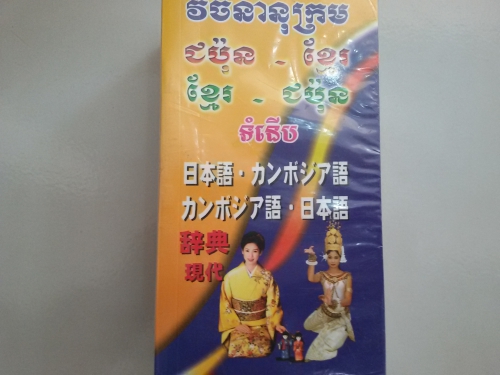 វចនានុក្រម
ជប៉ុន - ខ្មែរ
ខ្មែរ - ជប៉ុន
ទំនើប
日本語・カンボジア語
カンボジア語・日本語
辞典
現代